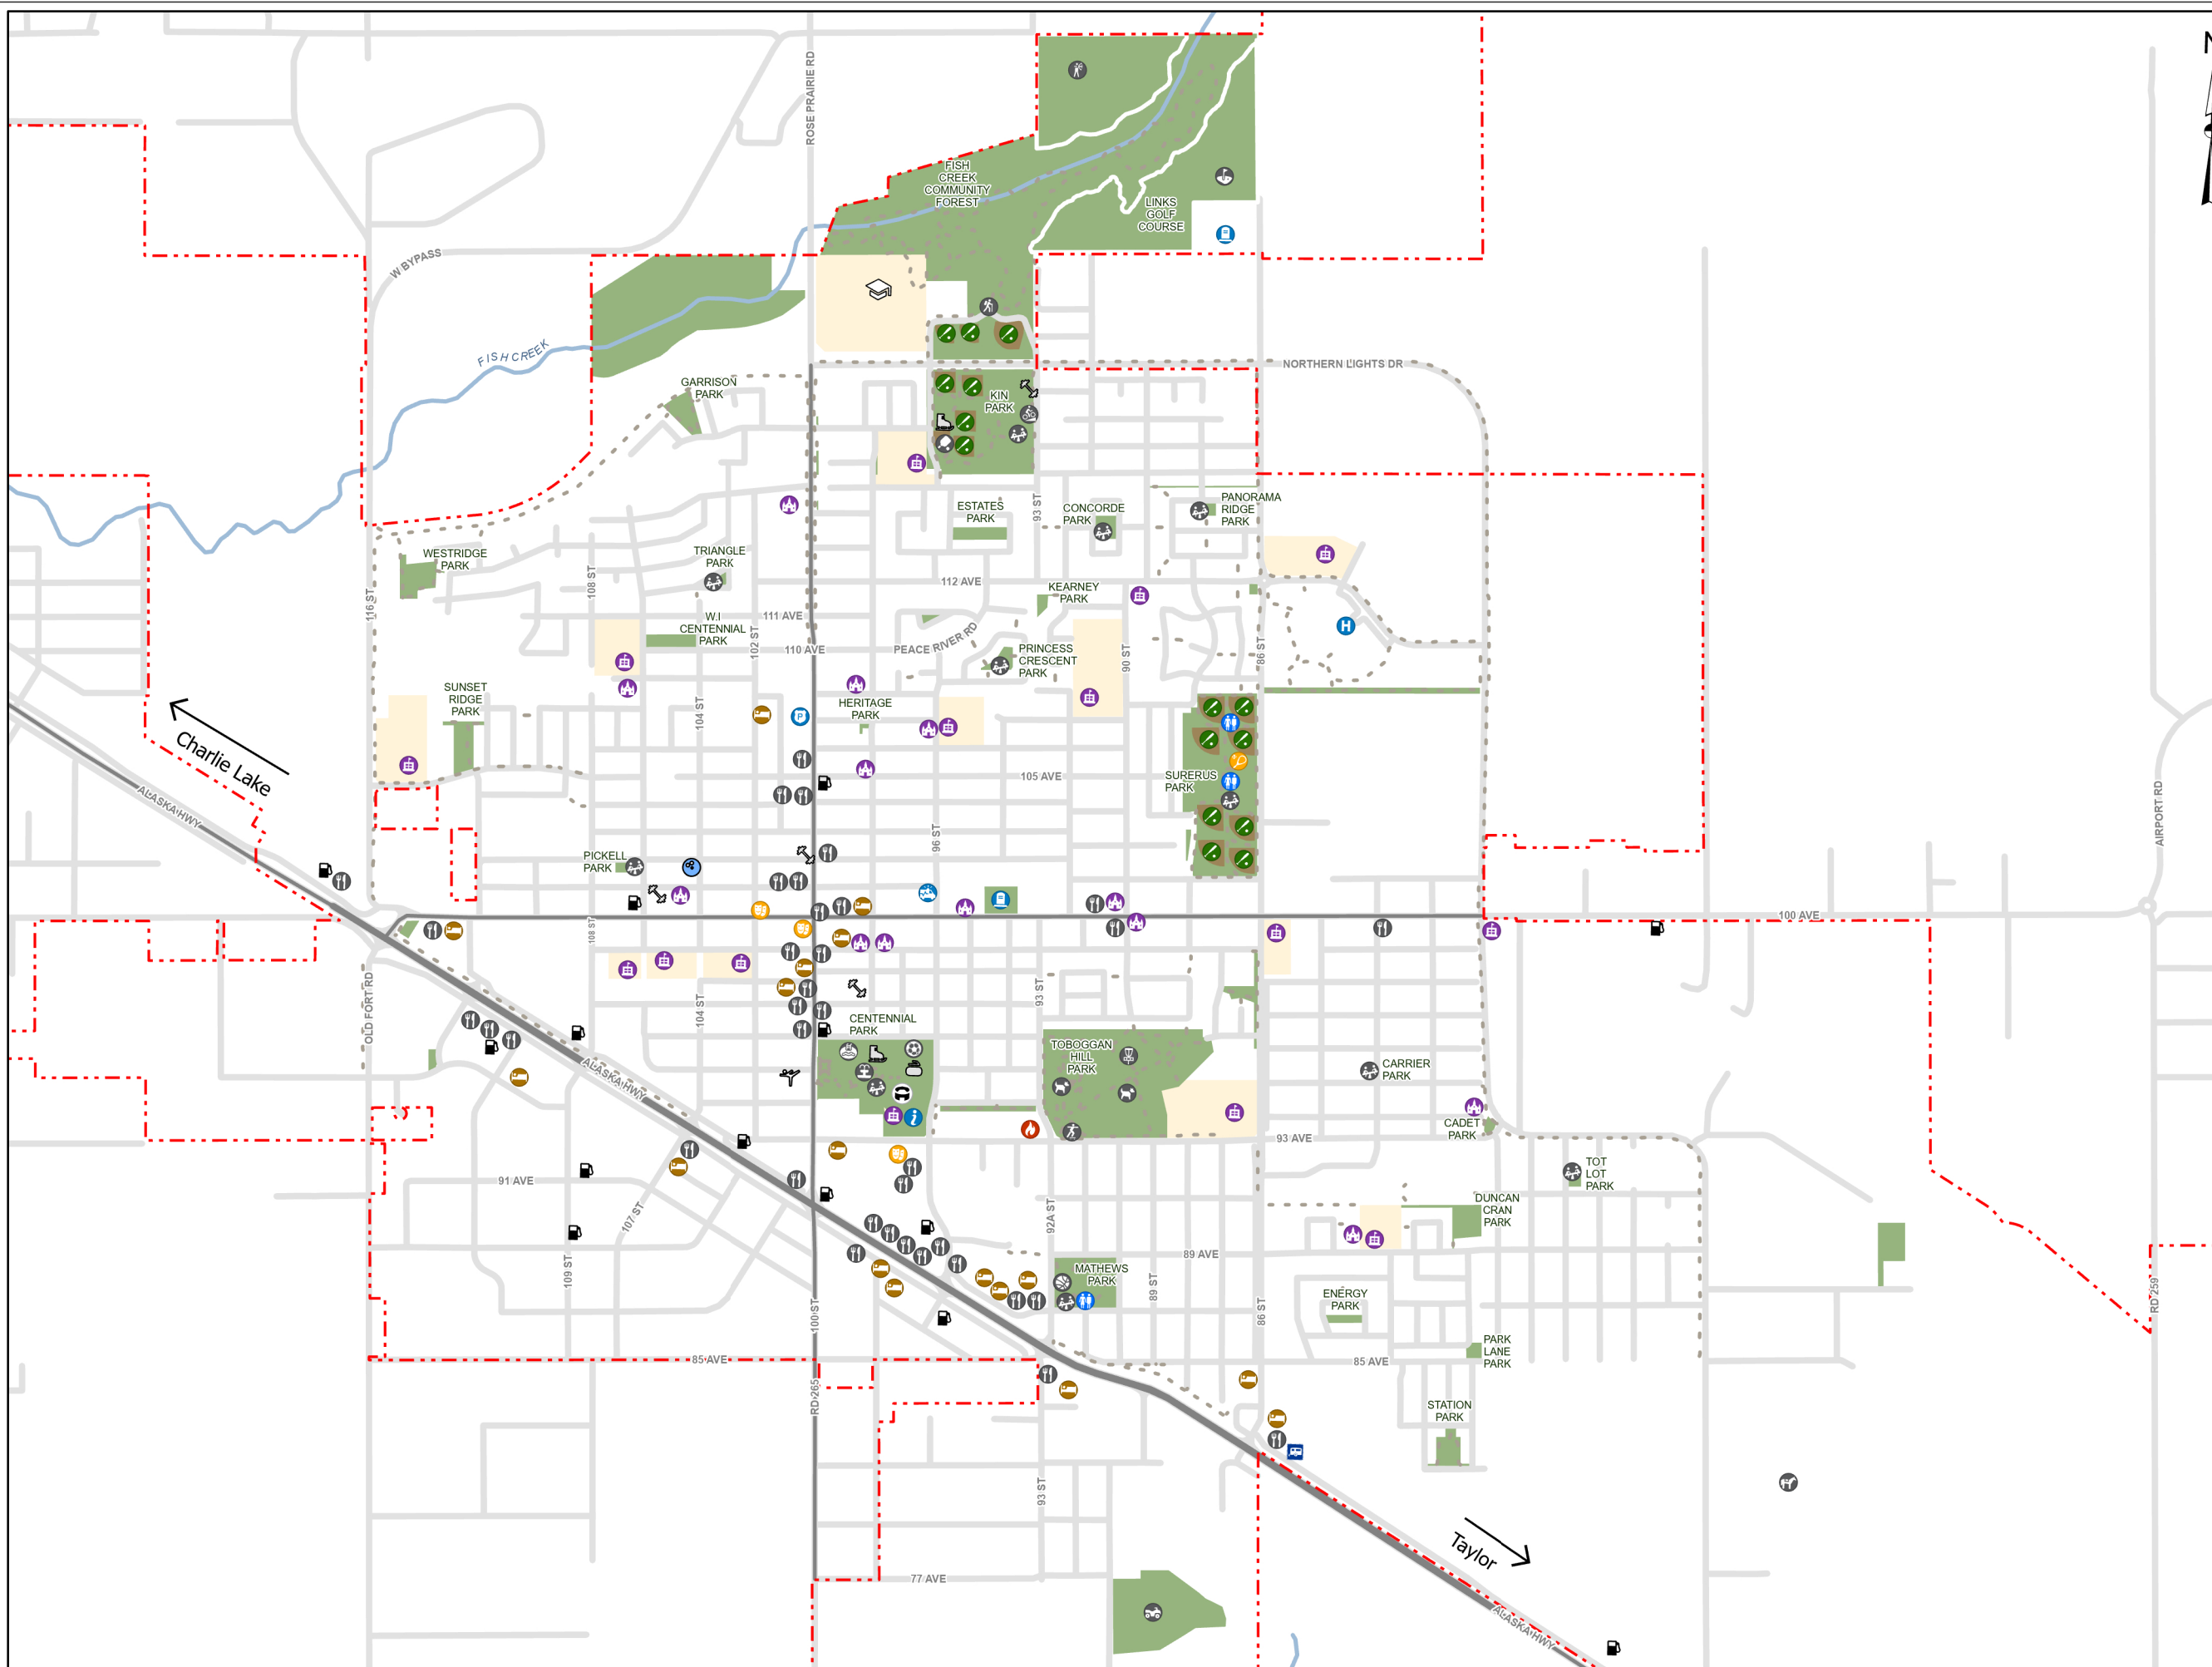 N
ROSE PRAIRIE RD
FISH
CREEK
COMMUNITY
FOREST
LINKS
GOLF
COURSE
W BYPASS
FISH CREEK
NORTHERN LIGHTS DR
GARRISON
PARK
KIN
PARK
93 ST
ESTATES
PARK
CONCORDE
PARK
PANORAMA
RIDGE
PARK
WESTRIDGE
PARK
TRIANGLE
PARK
108 ST
116 ST
112 AVE
KEARNEY
PARK
111 AVE
W.I
CENTENNIAL
PARK
102 ST
110 AVE
PEACE RIVER RD
PRINCESS
CRESCENT
PARK
90 ST
86 ST
SUNSET
RIDGE
PARK
104 ST
HERITAGE
PARK
P
H
Charlie Lake
ALASKA HWY
105 AVE
SURERUS
PARK
AIRPORT RD
96 ST
PICKELL
PARK
108 ST
100 AVE
OLD FORT RD
104 ST
93 ST
CENTENNIAL
PARK
TOBOGGAN
HILL
PARK
ALASKA HWY
CARRIER
PARK
i
CADET
PARK
93 AVE
TOT
LOT
PARK
91 AVE
107 ST
92A ST
DUNCAN
CRAN
PARK
89 AVE
109 ST
MATHEWS
PARK
89 ST
ENERGY
PARK
86 ST
100 ST
RD 259
PARK
LANE
PARK
85 AVE
85 AVE
RD 265
STATION
PARK
93 ST
Taylor
77 AVE
ALASKA HWY